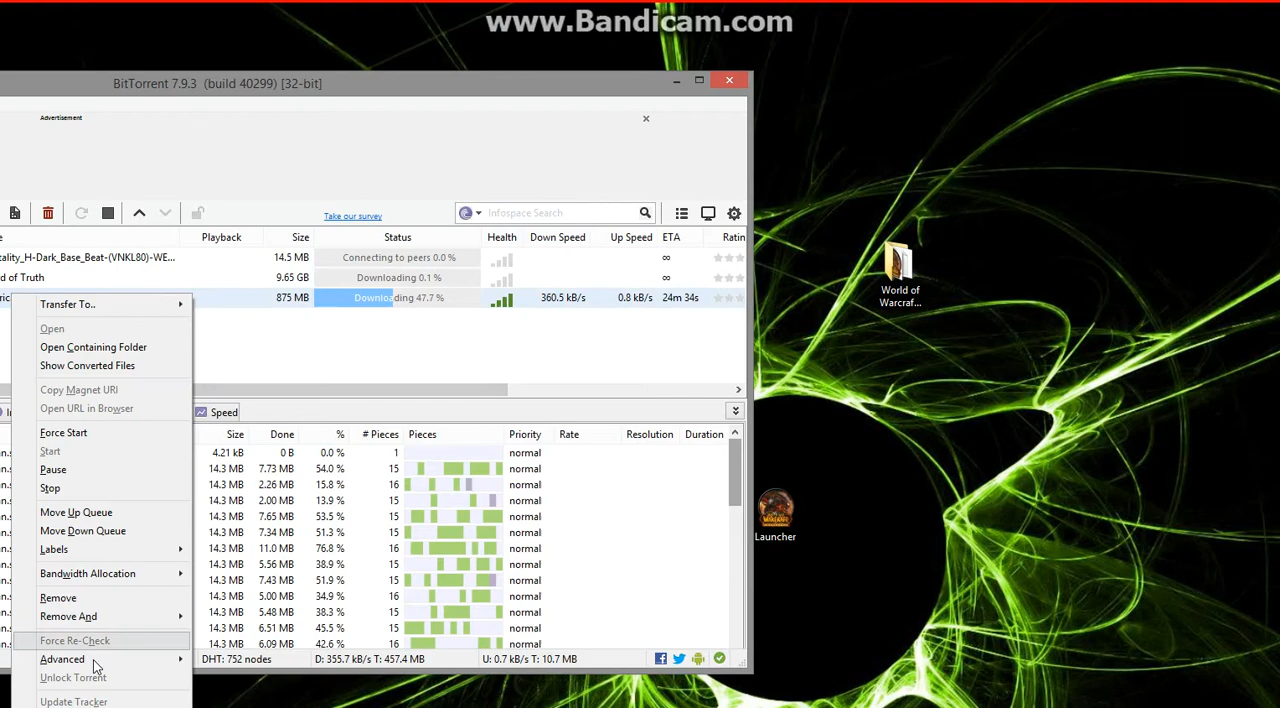 www.Bandicam.com
BitTorrent 7.9.3 (build 40299) [32-bit]
Advertisement
Take our survey
Infospace Search
Playback Size Status Health Down Speed Up Speed ETA Ratin
ality_H-Dark_Base_Beat-(VNKL80)-WE... 14.5 MB Connecting to peers 0.0 % ∞
rd of Truth 9.65 GB Downloading 0.1 % ∞
875 MB Downloading 47.7 % 360.5 kB/s 0.8 kB/s 24m 34s
World of
Warcraf...
Launcher
Transfer To..
Open
Open Containing Folder
Show Converted Files
Copy Magnet URI
Open URL in Browser
Force Start
Start
Pause
Stop
Move Up Queue
Move Down Queue
Labels
Bandwidth Allocation
Remove
Remove And
Force Re-Check
Advanced
Unlock Torrent
Update Tracker
Speed
Size Done % # Pieces Pieces Priority Rate Resolution Duration
4.21 kB 0 B 0.0 % 1 normal
14.3 MB 7.73 MB 54.0 % 15 normal
14.3 MB 2.26 MB 15.8 % 16 normal
14.3 MB 2.00 MB 13.9 % 15 normal
14.3 MB 7.65 MB 53.5 % 15 normal
14.3 MB 7.34 MB 51.3 % 15 normal
14.3 MB 11.0 MB 76.8 % 16 normal
14.3 MB 5.56 MB 38.9 % 15 normal
14.3 MB 7.43 MB 51.9 % 15 normal
14.3 MB 5.00 MB 34.9 % 16 normal
14.3 MB 5.48 MB 38.3 % 15 normal
14.3 MB 6.51 MB 45.5 % 15 normal
14.3 MB 6.09 MB 42.6 % 16 normal
DHT: 752 nodes D: 355.7 kB/s T: 457.4 MB U: 0.7 kB/s T: 10.7 MB